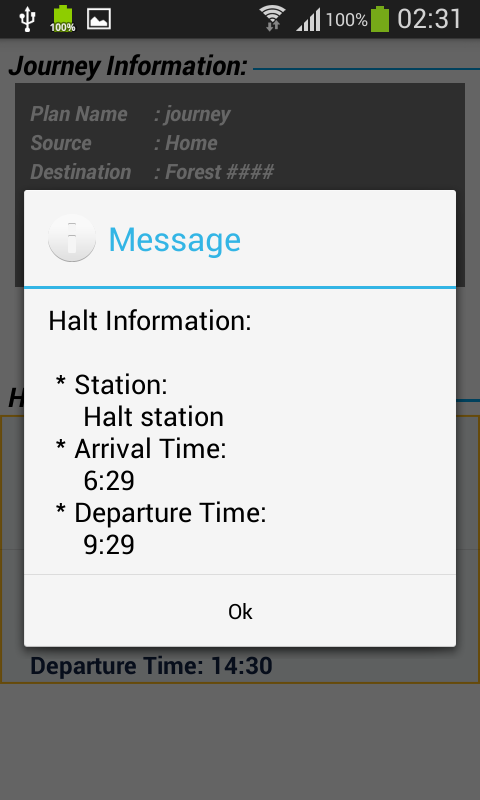 100%
100%
02:31
Journey Information:
Plan Name : journey
Source : Home
Destination : Forest ####
Message
Halt Information:
* Station:
Halt station
* Arrival Time:
6:29
* Departure Time:
9:29
Ok
Departure Time: 14:30